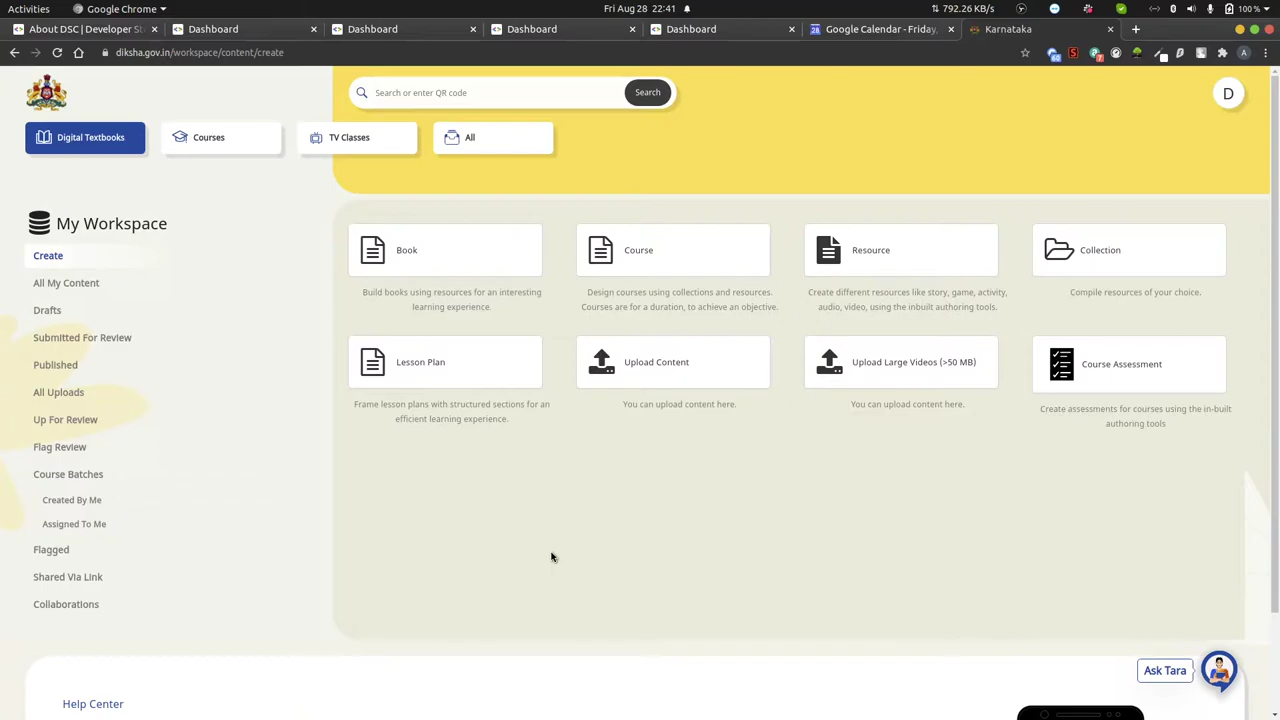 Activities
Google Chrome
Fri Aug 28 22:41
792.26 KB/s
100 %
About DSC | Developer St
Dashboard
Dashboard
Dashboard
Dashboard
28
Google Calendar - Friday,
Karnataka
diksha.gov.in/workspace/content/create
60
S
A
Search or enter QR code
Search
D
Digital Textbooks
Courses
TV Classes
All
My Workspace
Create
All My Content
Drafts
Submitted For Review
Published
All Uploads
Up For Review
Flag Review
Course Batches
Created By Me
Assigned To Me
Flagged
Shared Via Link
Collaborations
Book
Build books using resources for an interesting
learning experience.
Course
Design courses using collections and resources.
Courses are for a duration, to achieve an objective.
Resource
Create different resources like story, game, activity,
audio, video, using the inbuilt authoring tools.
Collection
Compile resources of your choice.
Lesson Plan
Frame lesson plans with structured sections for an
efficient learning experience.
Upload Content
You can upload content here.
Upload Large Videos (>50 MB)
You can upload content here.
Course Assessment
Create assessments for courses using the in-built
authoring tools
Ask Tara
Help Center